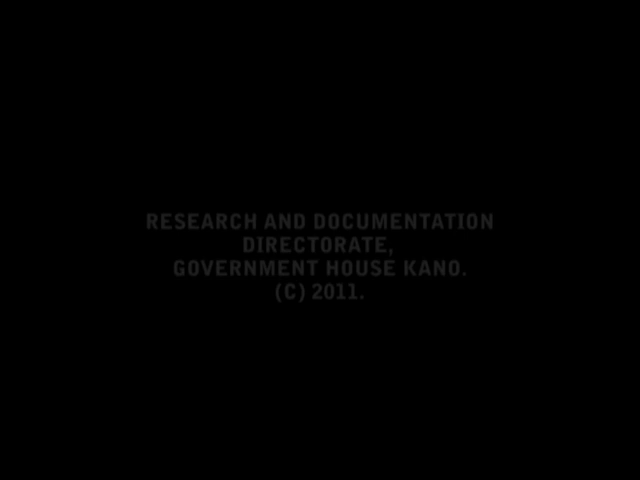 RESEARCH AND DOCUMENTATION
DIRECTORATE,
GOVERNMENT HOUSE KANO.
(C) 2011.